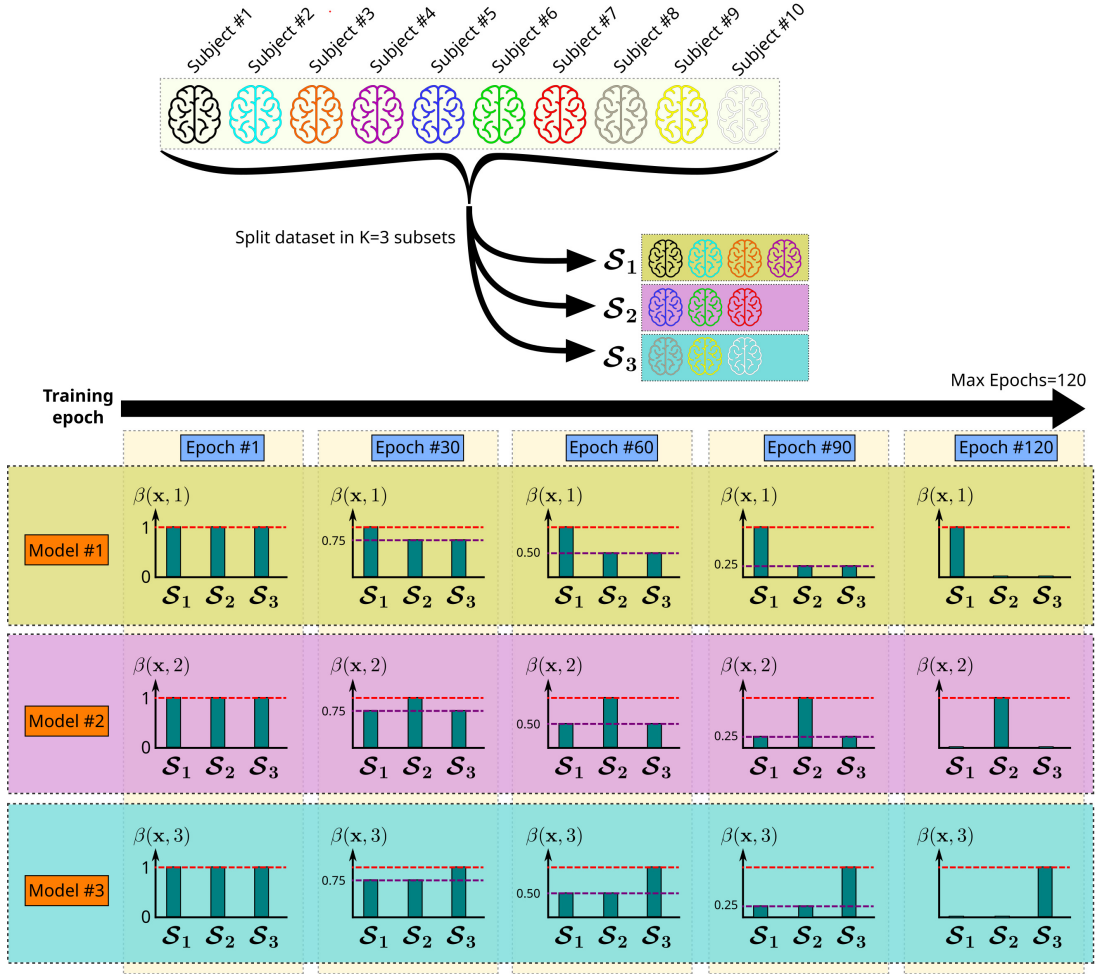 Subject #1
Subject #2
Subject #3
Subject #4
Subject #5
Subject #6
Subject #7
Subject #8
Subject #9
Subject #10
Split dataset in K=3 subsets
𝓢₁
𝓢₂
𝓢₃
Max Epochs=120
Training
epoch
Epoch #1
Epoch #30
Epoch #60
Epoch #90
Epoch #120
Model #1
β(x, 1)
1
0
𝓢₁ 𝓢₂ 𝓢₃
β(x, 1)
0.75
𝓢₁ 𝓢₂ 𝓢₃
β(x, 1)
0.50
𝓢₁ 𝓢₂ 𝓢₃
β(x, 1)
0.25
𝓢₁ 𝓢₂ 𝓢₃
β(x, 1)
𝓢₁ 𝓢₂ 𝓢₃
Model #2
β(x, 2)
1
0
𝓢₁ 𝓢₂ 𝓢₃
β(x, 2)
0.75
𝓢₁ 𝓢₂ 𝓢₃
β(x, 2)
0.50
𝓢₁ 𝓢₂ 𝓢₃
β(x, 2)
0.25
𝓢₁ 𝓢₂ 𝓢₃
β(x, 2)
𝓢₁ 𝓢₂ 𝓢₃
Model #3
β(x, 3)
1
0
𝓢₁ 𝓢₂ 𝓢₃
β(x, 3)
0.75
𝓢₁ 𝓢₂ 𝓢₃
β(x, 3)
0.50
𝓢₁ 𝓢₂ 𝓢₃
β(x, 3)
0.25
𝓢₁ 𝓢₂ 𝓢₃
β(x, 3)
𝓢₁ 𝓢₂ 𝓢₃